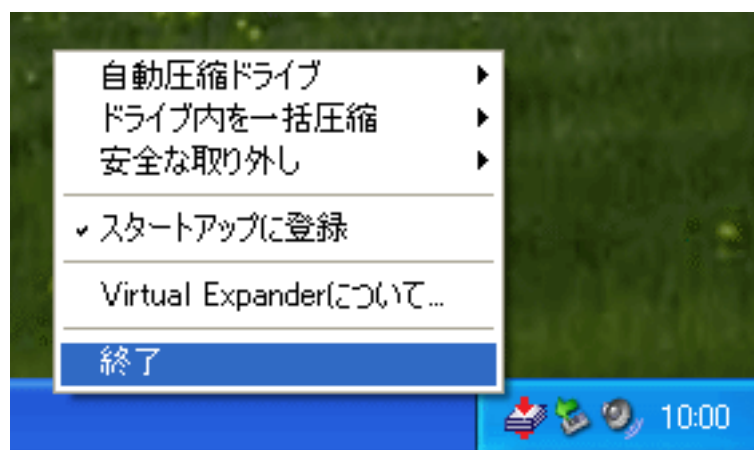 自動圧縮ドライブ
ドライブ内を一括圧縮
安全な取り外し
スタートアップに登録
Virtual Expanderについて...
終了
10:00